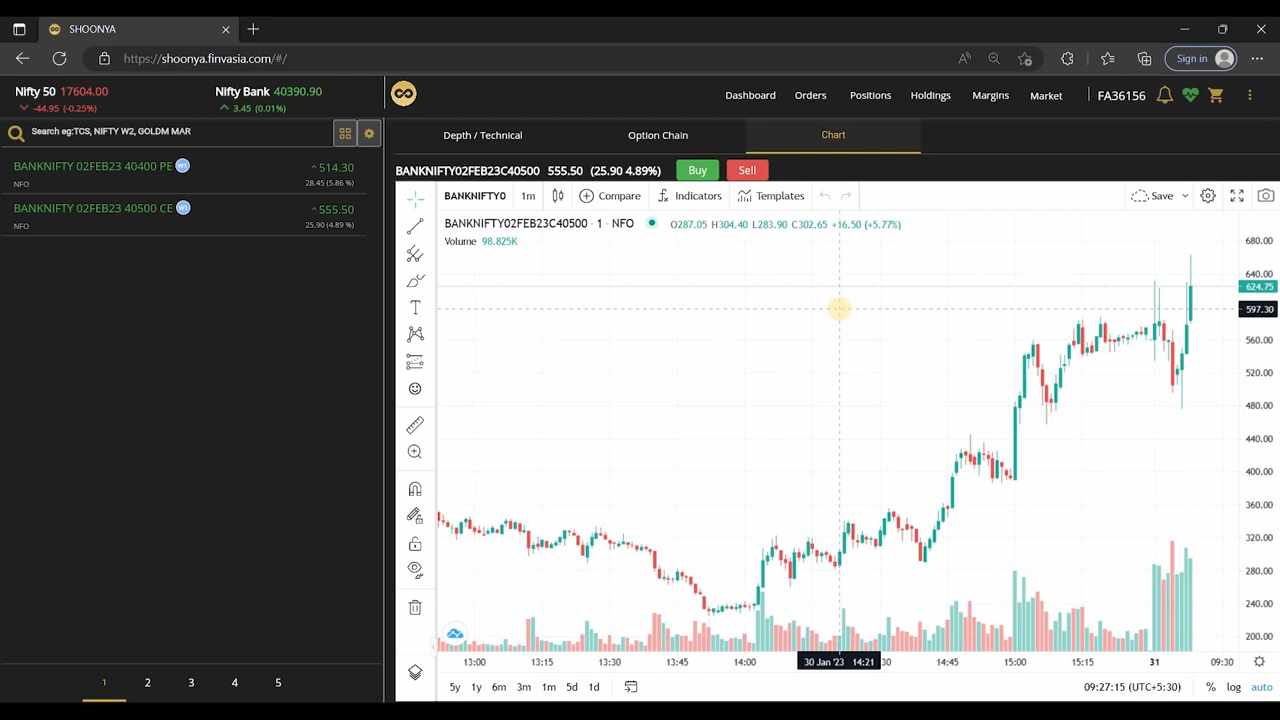 SHOONYA
https://shoonya.finvasia.com/#/
Sign in
Nifty 50 17604.00
-44.95 (-0.25%)
Nifty Bank 40390.90
3.45 (0.01%)
Dashboard
Orders
Positions
Holdings
Margins
Market
FA36156
Search eg:TCS, NIFTY W2, GOLDM MAR
BANKNIFTY 02FEB23 40400 PE W1 514.30
NFO 28.45 (5.86 %)
BANKNIFTY 02FEB23 40500 CE W1 555.50
NFO 25.90 (4.89 %)
1 2 3 4 5
Depth / Technical
Option Chain
Chart
BANKNIFTY02FEB23C40500 555.50 (25.90 4.89%) Buy Sell
BANKNIFTY0 1m Compare Indicators Templates Save
BANKNIFTY02FEB23C40500 · 1 · NFO O287.05 H304.40 L283.90 C302.65 +16.50 (+5.77%)
Volume 98.825K
680.00
640.00
624.75
597.30
560.00
520.00
480.00
440.00
400.00
360.00
320.00
280.00
240.00
200.00
13:00 13:15 13:30 13:45 14:00 30 Jan '23 14:21 :30 14:45 15:00 15:15 31 09:30
5y 1y 6m 3m 1m 5d 1d 09:27:15 (UTC+5:30) % log auto